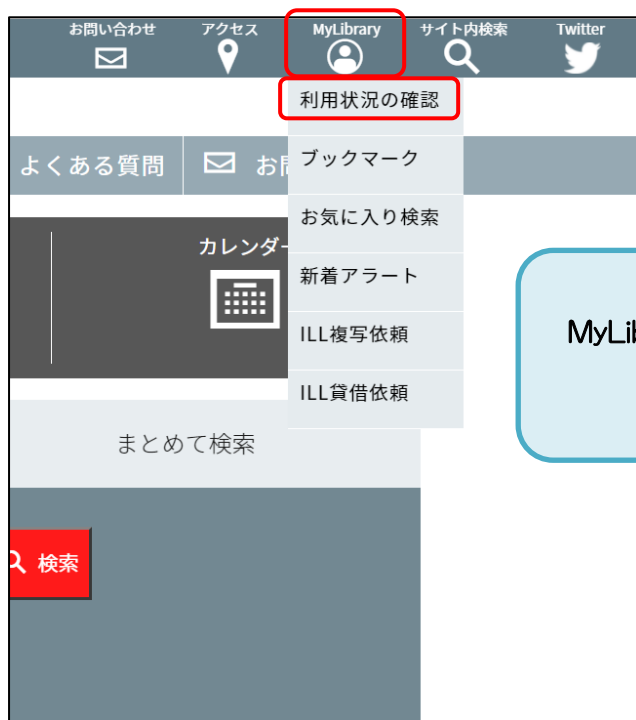 お問い合わせ
アクセス
MyLibrary
サイト内検索
Twitter
利用状況の確認
ブックマーク
お気に入り検索
新着アラート
ILL複写依頼
ILL貸借依頼
よくある質問
お
カレンダー
まとめて検索
検索
MyLib